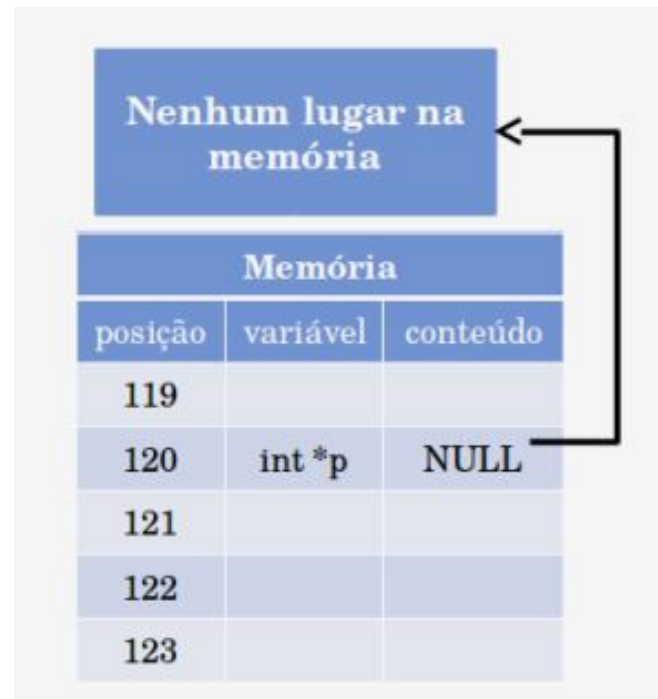 Nenhum lugar na
memória
Memória
posição variável conteúdo
119
120 int *p NULL
121
122
123